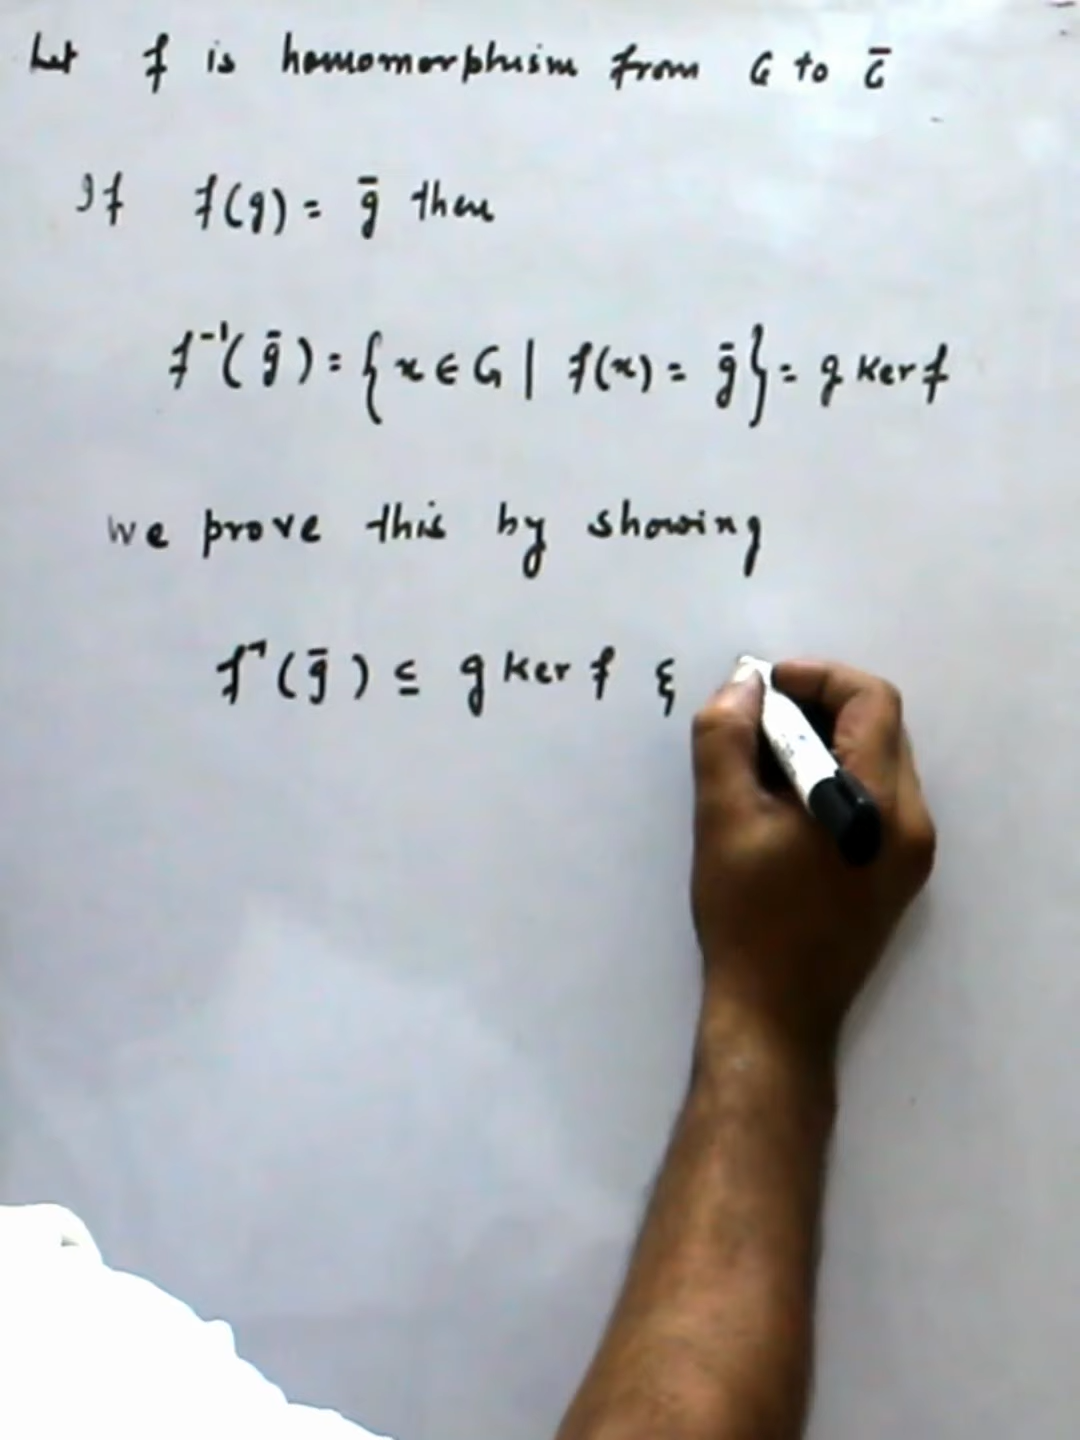 Let f is homomorphism from G to G̅
If f(g) = g̅ then
f⁻¹(g̅) = {x ∈ G | f(x) = g̅} = g ker f
we prove this by showing
f⁻¹(g̅) ⊆ g ker f &